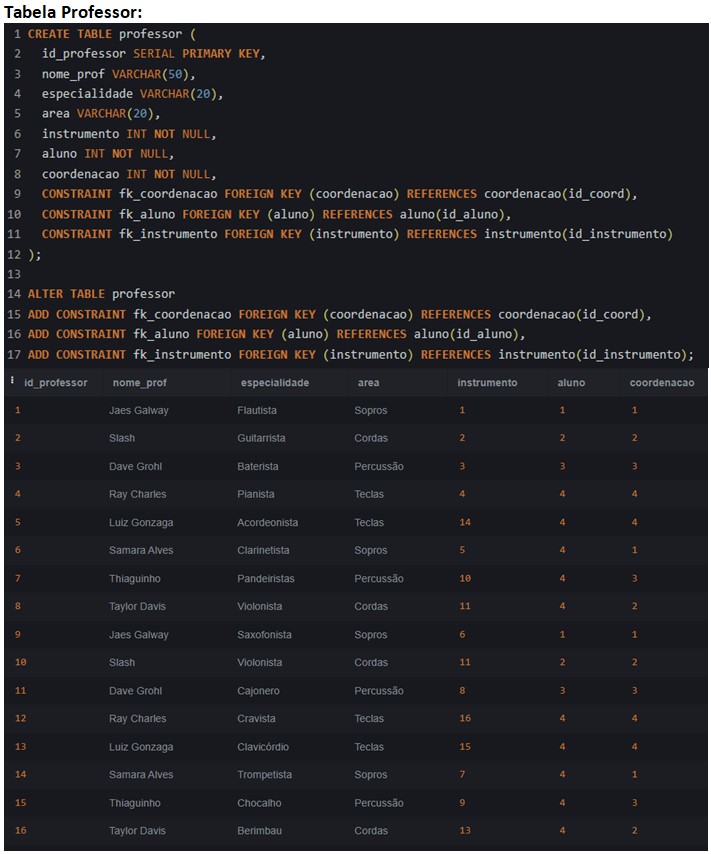 Tabela Professor:
1 CREATE TABLE professor (
2 id_professor SERIAL PRIMARY KEY,
3 nome_prof VARCHAR(50),
4 especialidade VARCHAR(20),
5 area VARCHAR(20),
6 instrumento INT NOT NULL,
7 aluno INT NOT NULL,
8 coordenacao INT NOT NULL,
9 CONSTRAINT fk_coordenacao FOREIGN KEY (coordenacao) REFERENCES coordenacao(id_coord),
10 CONSTRAINT fk_aluno FOREIGN KEY (aluno) REFERENCES aluno(id_aluno),
11 CONSTRAINT fk_instrumento FOREIGN KEY (instrumento) REFERENCES instrumento(id_instrumento)
12 );
13
14 ALTER TABLE professor
15 ADD CONSTRAINT fk_coordenacao FOREIGN KEY (coordenacao) REFERENCES coordenacao(id_coord),
16 ADD CONSTRAINT fk_aluno FOREIGN KEY (aluno) REFERENCES aluno(id_aluno),
17 ADD CONSTRAINT fk_instrumento FOREIGN KEY (instrumento) REFERENCES instrumento(id_instrumento);
id_professor nome_prof especialidade area instrumento aluno coordenacao
1 Jaes Galway Flautista Sopros 1 1 1
2 Slash Guitarrista Cordas 2 2 2
3 Dave Grohl Baterista Percussão 3 3 3
4 Ray Charles Pianista Teclas 4 4 4
5 Luiz Gonzaga Acordeonista Teclas 14 4 4
6 Samara Alves Clarinetista Sopros 5 4 1
7 Thiaguinho Pandeiristas Percussão 10 4 3
8 Taylor Davis Violonista Cordas 11 4 2
9 Jaes Galway Saxofonista Sopros 6 1 1
10 Slash Violonista Cordas 11 2 2
11 Dave Grohl Cajonero Percussão 8 3 3
12 Ray Charles Cravista Teclas 16 4 4
13 Luiz Gonzaga Clavicórdio Teclas 15 4 4
14 Samara Alves Trompetista Sopros 7 4 1
15 Thiaguinho Chocalho Percussão 9 4 3
16 Taylor Davis Berimbau Cordas 13 4 2